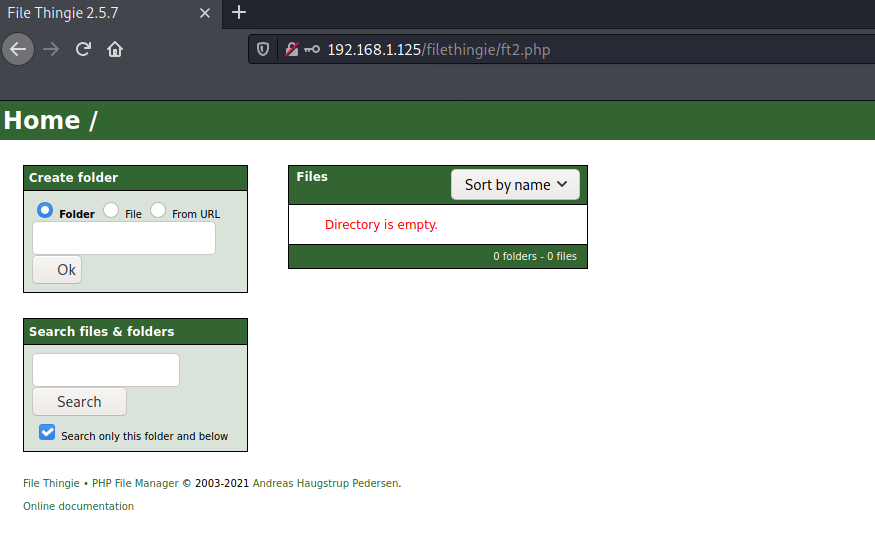 File Thingie 2.5.7
192.168.1.125/filethingie/ft2.php
Home /
Create folder
Folder File From URL
Ok
Files Sort by name
Directory is empty.
0 folders - 0 files
Search files & folders
Search
Search only this folder and below
File Thingie • PHP File Manager © 2003-2021 Andreas Haugstrup Pedersen.
Online documentation